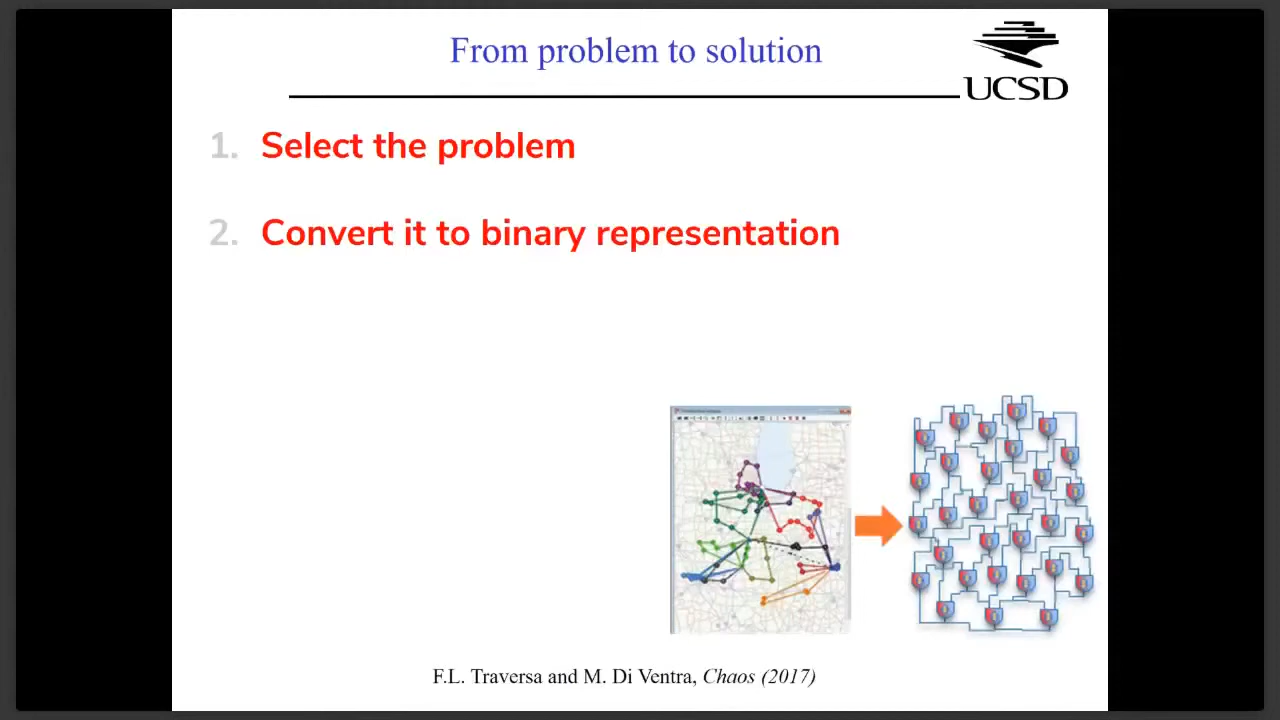 From problem to solution
UCSD
1. Select the problem
2. Convert it to binary representation
F.L. Traversa and M. Di Ventra, Chaos (2017)